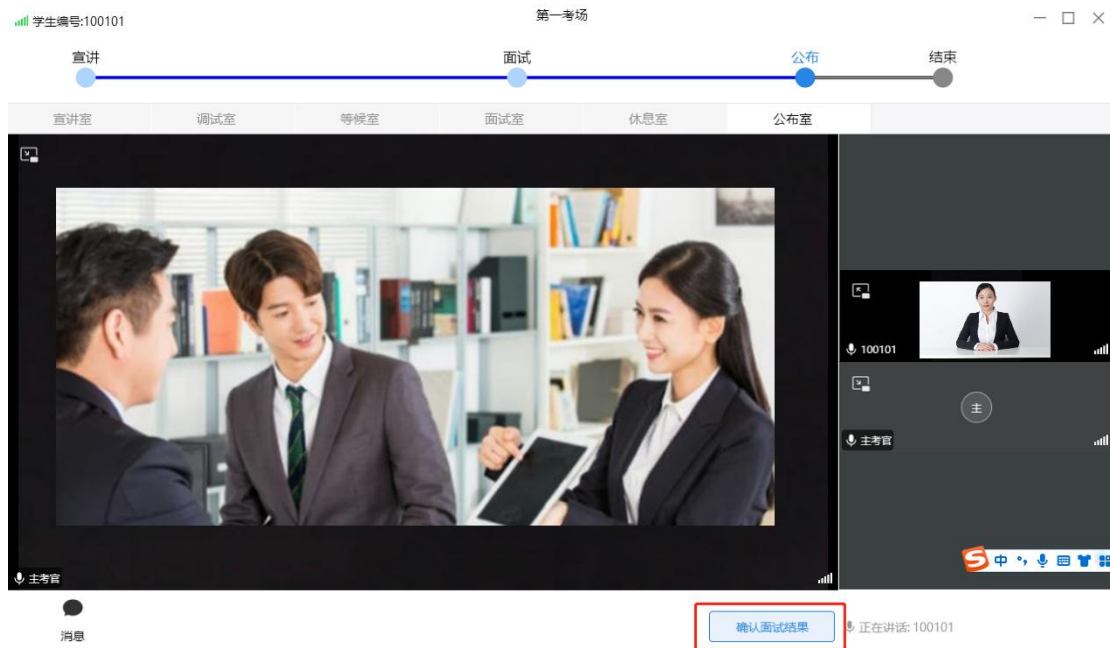 学生编号:100101
第一考场
宣讲 面试 公布 结束
宣讲室 调试室 等候室 面试室 休息室 公布室
100101
主
主考官
中
主考官
消息
确认面试结果
正在讲话: 100101